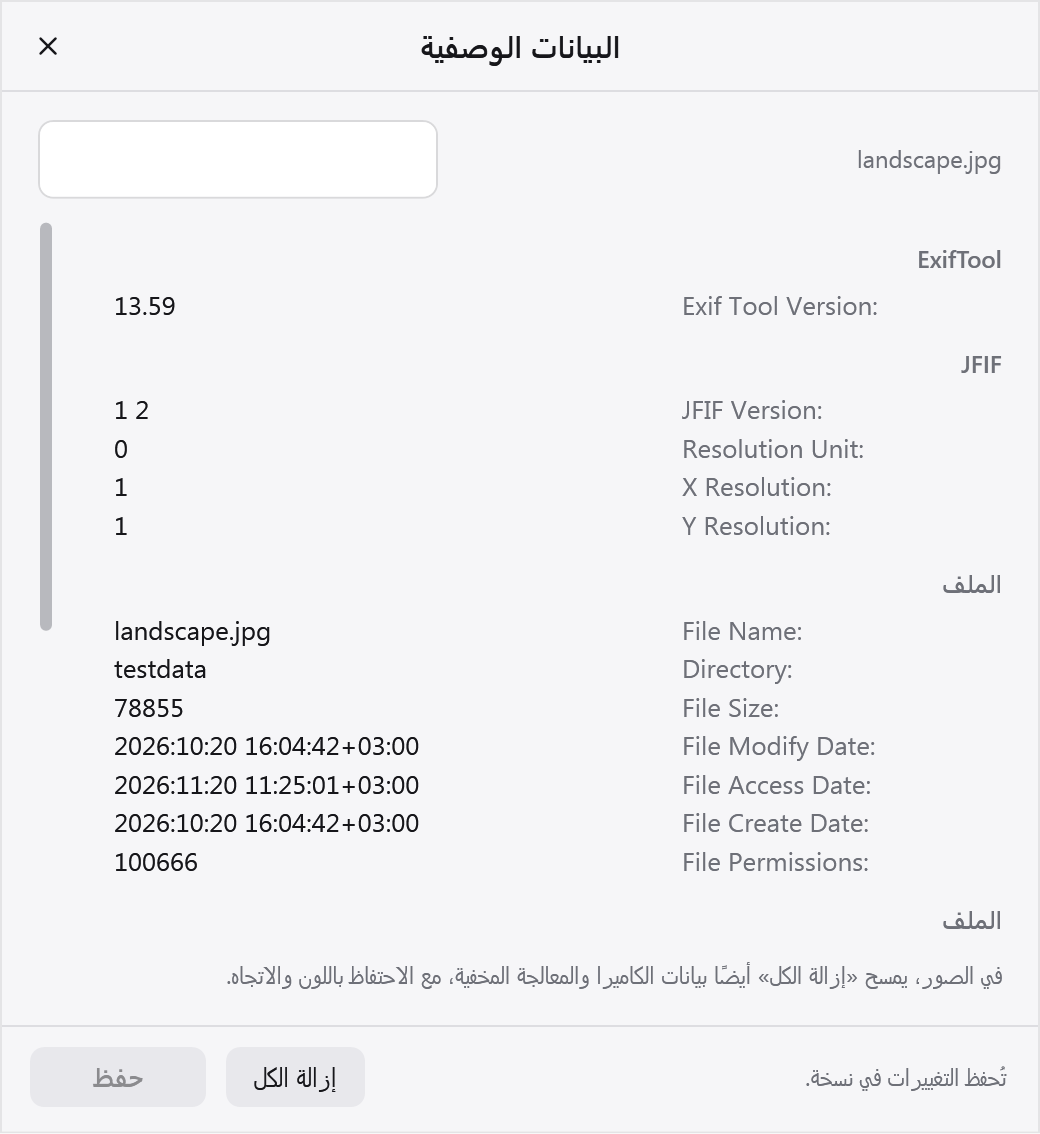 البيانات الوصفية
landscape.jpg
ExifTool
Exif Tool Version: 13.59
JFIF
JFIF Version: 1 2
Resolution Unit: 0
X Resolution: 1
Y Resolution: 1
الملف
File Name: landscape.jpg
Directory: testdata
File Size: 78855
File Modify Date: 2026:10:20 16:04:42+03:00
File Access Date: 2026:11:20 11:25:01+03:00
File Create Date: 2026:10:20 16:04:42+03:00
File Permissions: 100666
الملف
في الصور، يمسح «إزالة الكل» أيضًا بيانات الكاميرا والمعالجة المخفية، مع الاحتفاظ باللون والاتجاه.
تُحفظ التغييرات في نسخة.
إزالة الكل
حفظ